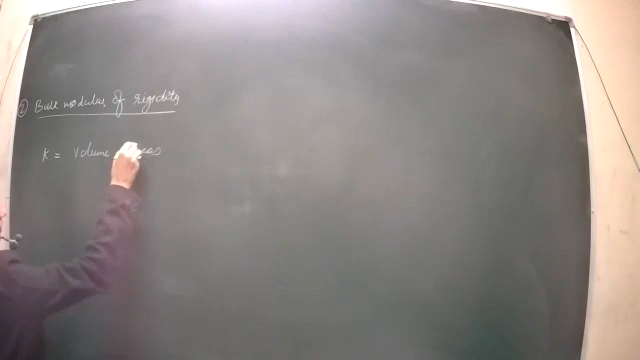 ② Bulk modulus of rigidity
K = Volume